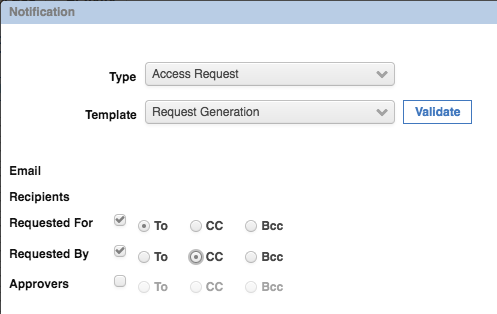 Notification
Type Access Request
Template Request Generation Validate
Email
Recipients
Requested For To CC Bcc
Requested By To CC Bcc
Approvers To CC Bcc